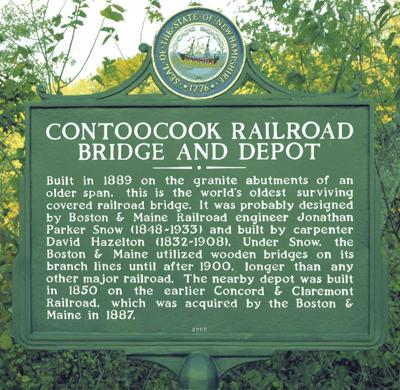 SEAL OF THE STATE OF NEW HAMPSHIRE
• 1776 •
CONTOOCOOK RAILROAD
BRIDGE AND DEPOT
Built in 1889 on the granite abutments of an
older span, this is the world's oldest surviving
covered railroad bridge. It was probably designed
by Boston & Maine Railroad engineer Jonathan
Parker Snow (1848-1933) and built by carpenter
David Hazelton (1832-1908). Under Snow, the
Boston & Maine utilized wooden bridges on its
branch lines until after 1900, longer than any
other major railroad. The nearby depot was built
in 1850 on the earlier Concord & Claremont
Railroad, which was acquired by the Boston &
Maine in 1887.
2005